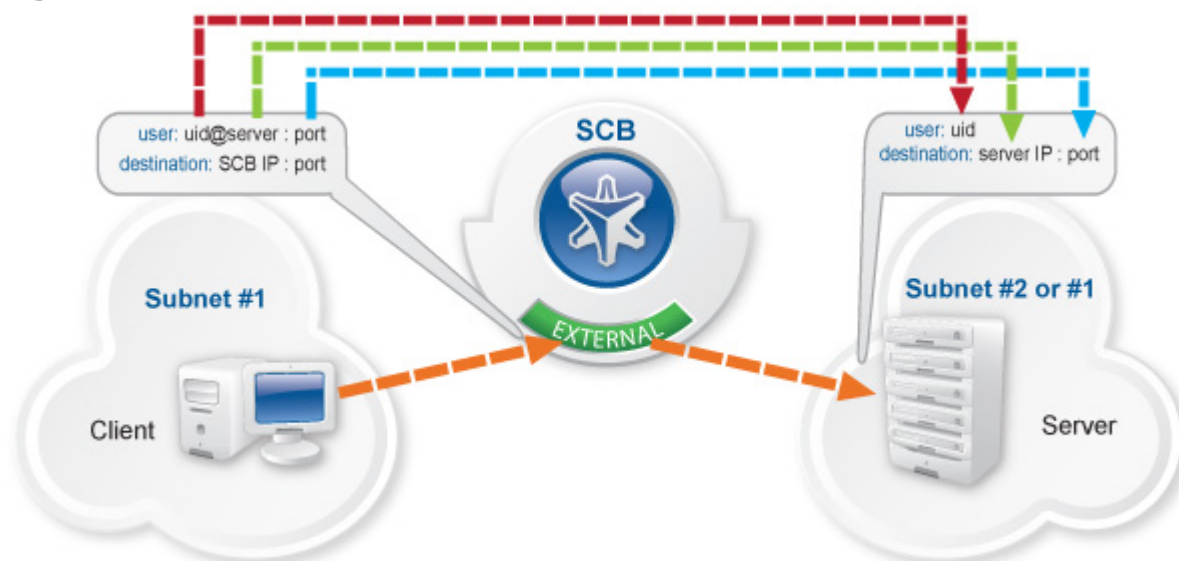 user: uid@server : port
destination: SCB IP : port
SCB
user: uid
destination: server IP : port
Subnet #1
EXTERNAL
Subnet #2 or #1
Client
Server